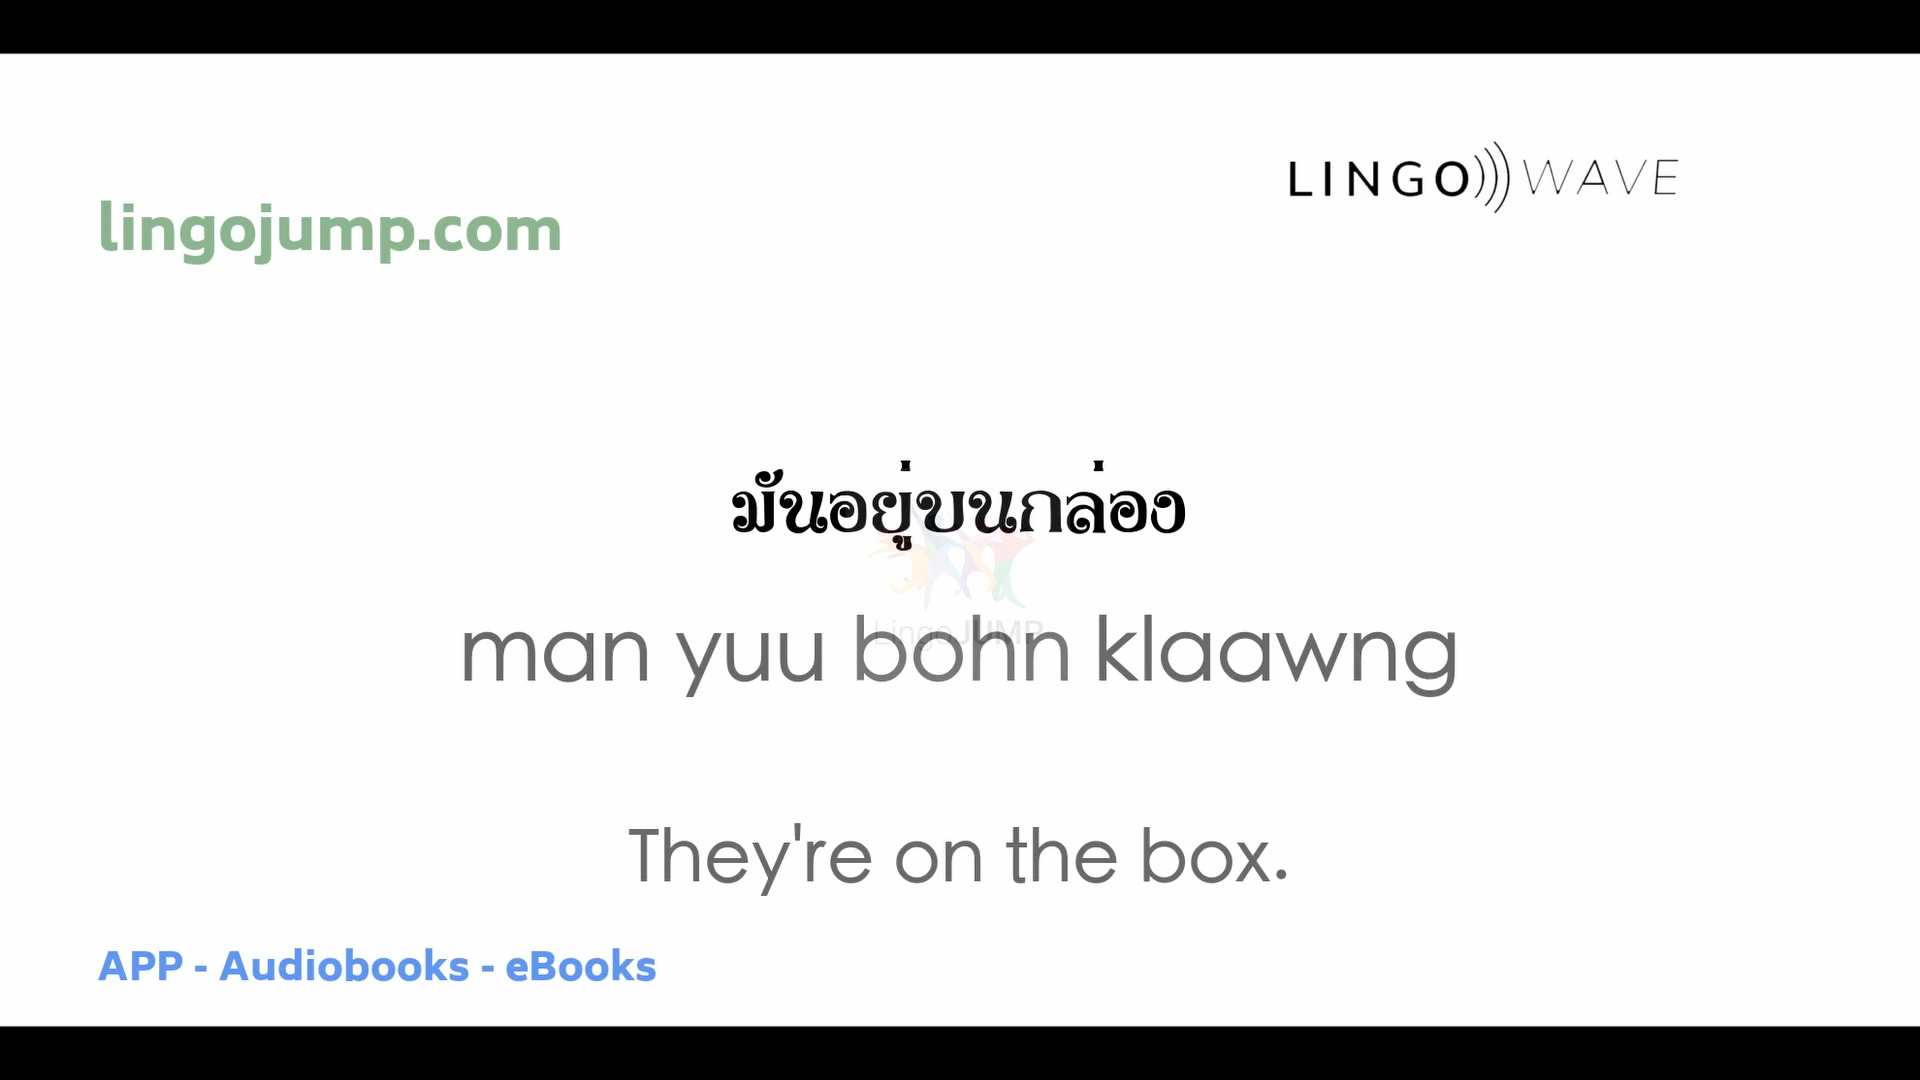 LINGO WAVE
lingojump.com
มันอยู่บนกล่อง
LingoJUMP
man yuu bohn klaawng
They're on the box.
APP - Audiobooks - eBooks